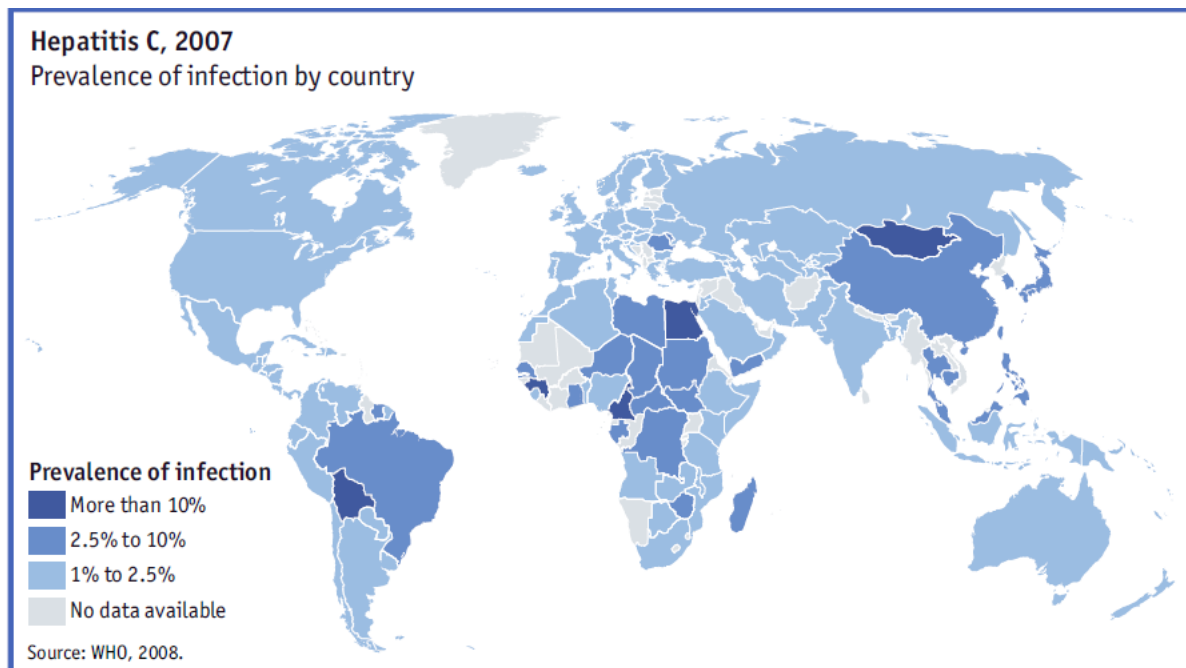 Hepatitis C, 2007
Prevalence of infection by country
Prevalence of infection
More than 10%
2.5% to 10%
1% to 2.5%
No data available
Source: WHO, 2008.